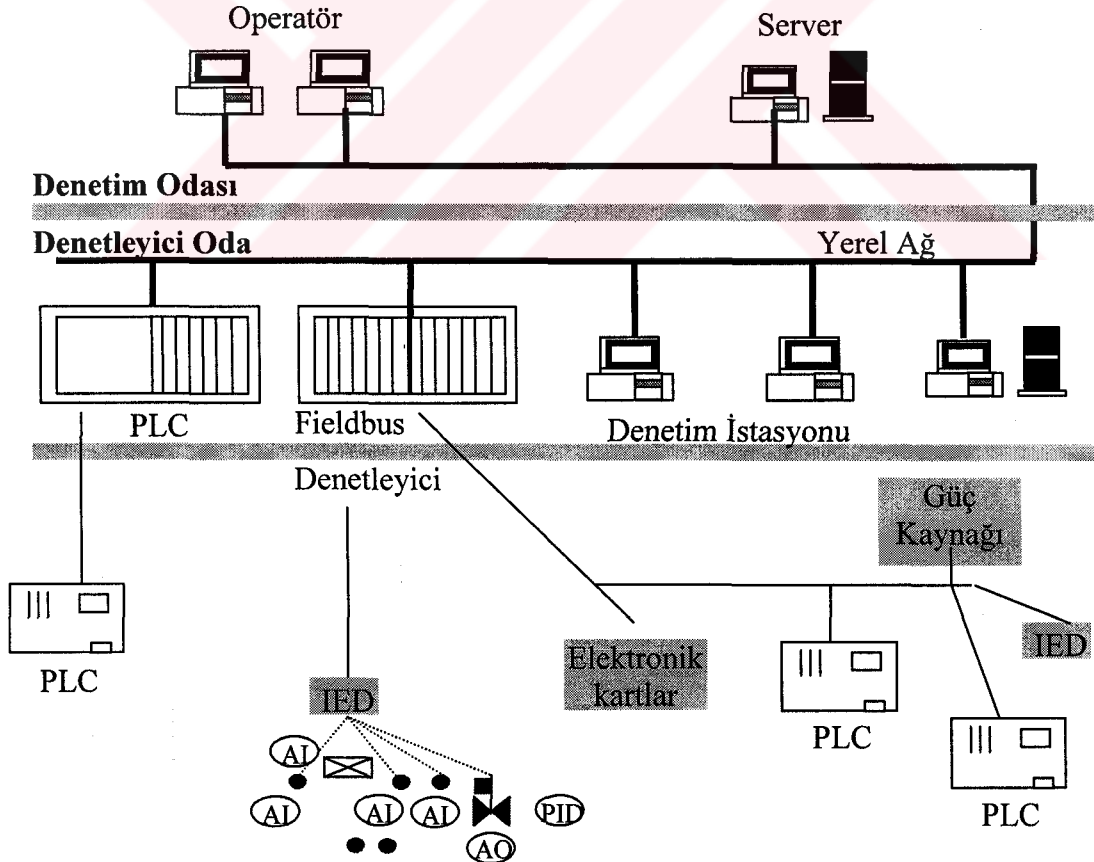 Operatör
Server
Denetim Odası
Denetleyici Oda
Yerel Ağ
PLC
Fieldbus
Denetim İstasyonu
Denetleyici
Güç
Kaynağı
PLC
IED
Elektronik
kartlar
IED
PLC
PLC
AI
AI
AI
AI
PID
AO